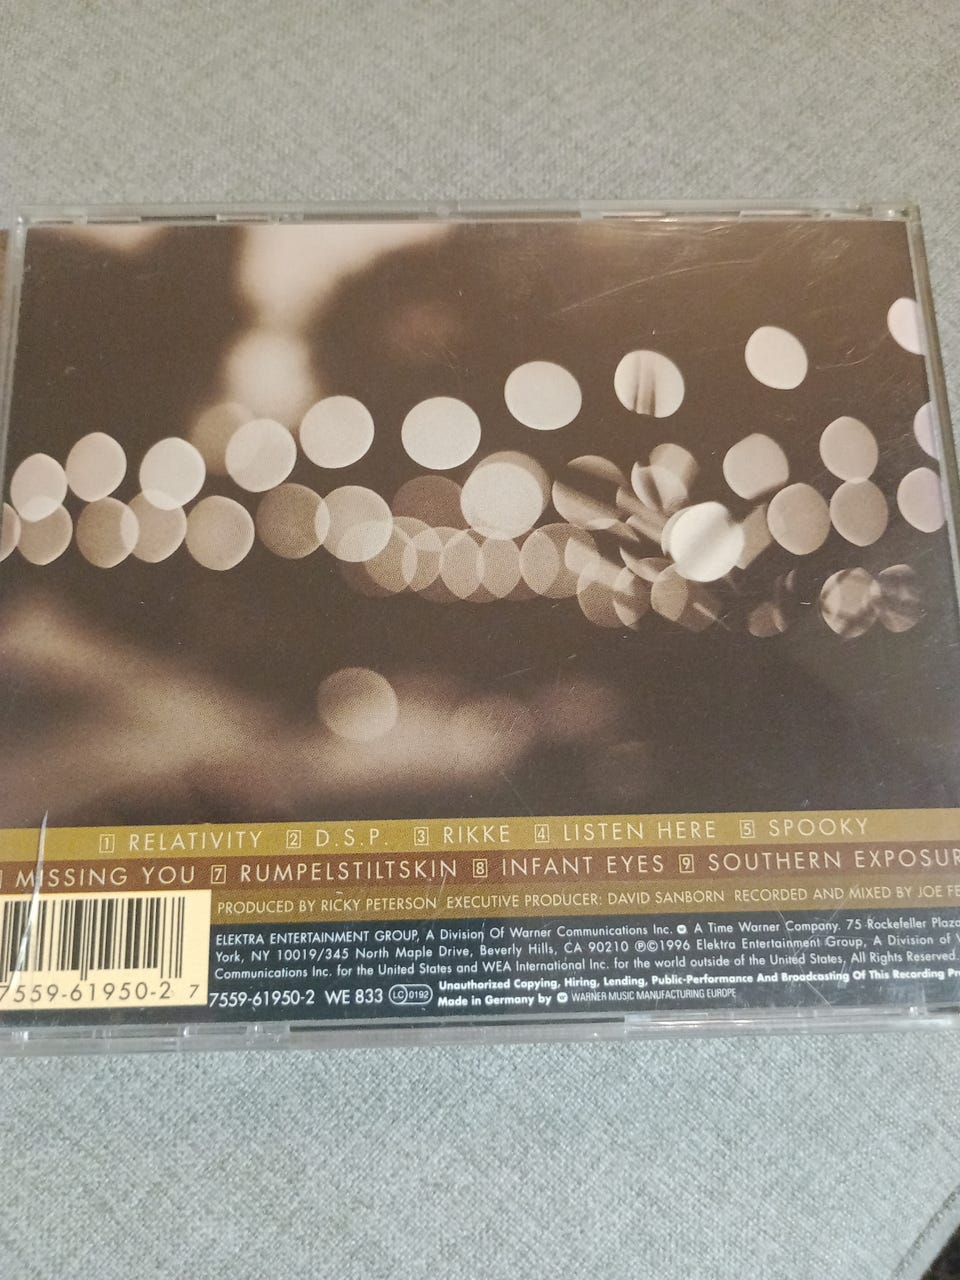 1 RELATIVITY 2 D.S.P. 3 RIKKE 4 LISTEN HERE 5 SPOOKY
MISSING YOU 7 RUMPELSTILTSKIN 8 INFANT EYES 9 SOUTHERN EXPOSUR
PRODUCED BY RICKY PETERSON EXECUTIVE PRODUCER: DAVID SANBORN RECORDED AND MIXED BY JOE FE
ELEKTRA ENTERTAINMENT GROUP, A Division Of Warner Communications Inc. A Time Warner Company. 75 Rockefeller Plaza
York, NY 10019/345 North Maple Drive, Beverly Hills, CA 90210 ℗©1996 Elektra Entertainment Group, A Division of
Communications Inc. for the United States and WEA International Inc. for the world outside of the United States, All Rights Reserved.
7559-61950-2 7
7559-61950-2 WE 833 LC 0192
Unauthorized Copying, Hiring, Lending, Public-Performance And Broadcasting Of This Recording Pr
Made in Germany by WARNER MUSIC MANUFACTURING EUROPE